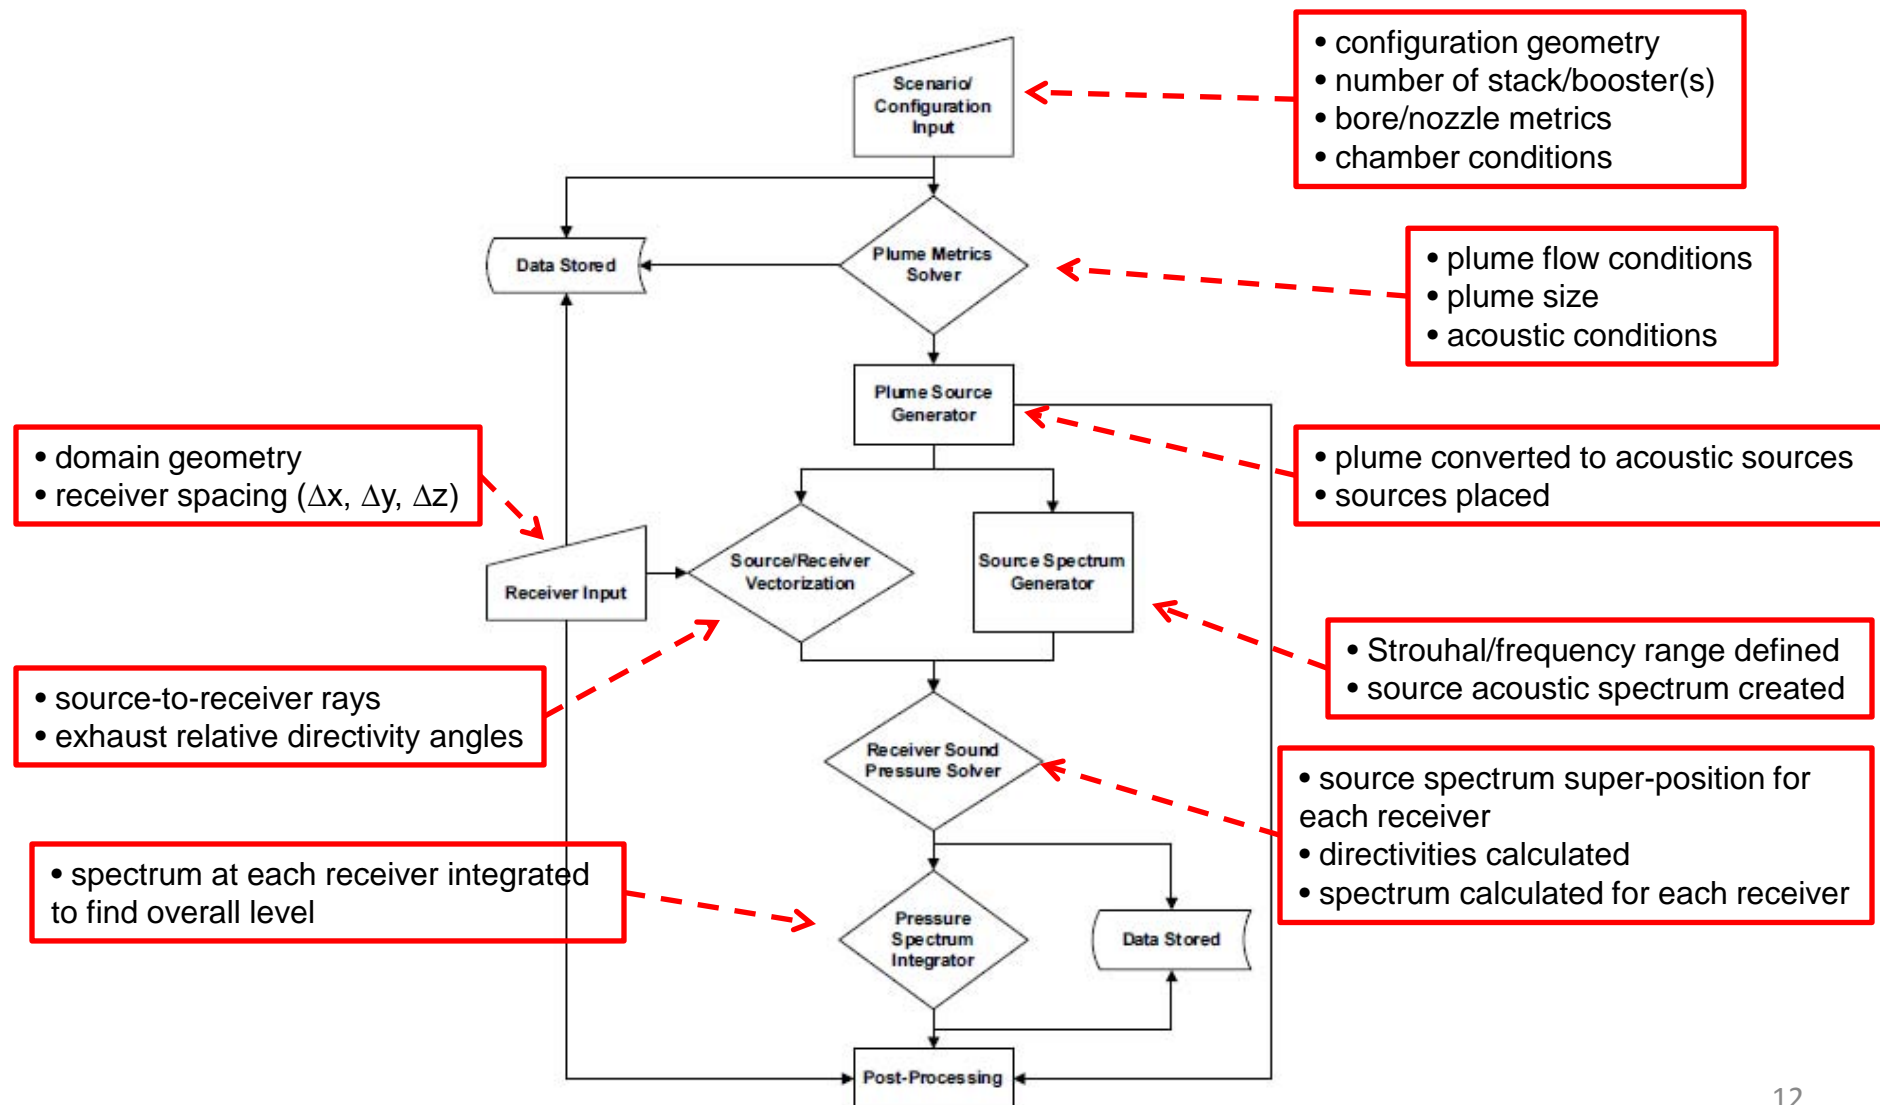 Scenario/
Configuration
Input
• configuration geometry
• number of stack/booster(s)
• bore/nozzle metrics
• chamber conditions
Data Stored
Plume Metrics
Solver
• plume flow conditions
• plume size
• acoustic conditions
Plume Source
Generator
• domain geometry
• receiver spacing (Δx, Δy, Δz)
• plume converted to acoustic sources
• sources placed
Receiver Input
Source/Receiver
Vectorization
Source Spectrum
Generator
• source-to-receiver rays
• exhaust relative directivity angles
• Strouhal/frequency range defined
• source acoustic spectrum created
Receiver Sound
Pressure Solver
• source spectrum super-position for
each receiver
• directivities calculated
• spectrum calculated for each receiver
• spectrum at each receiver integrated
to find overall level
Pressure
Spectrum
Integrator
Data Stored
Post-Processing
12